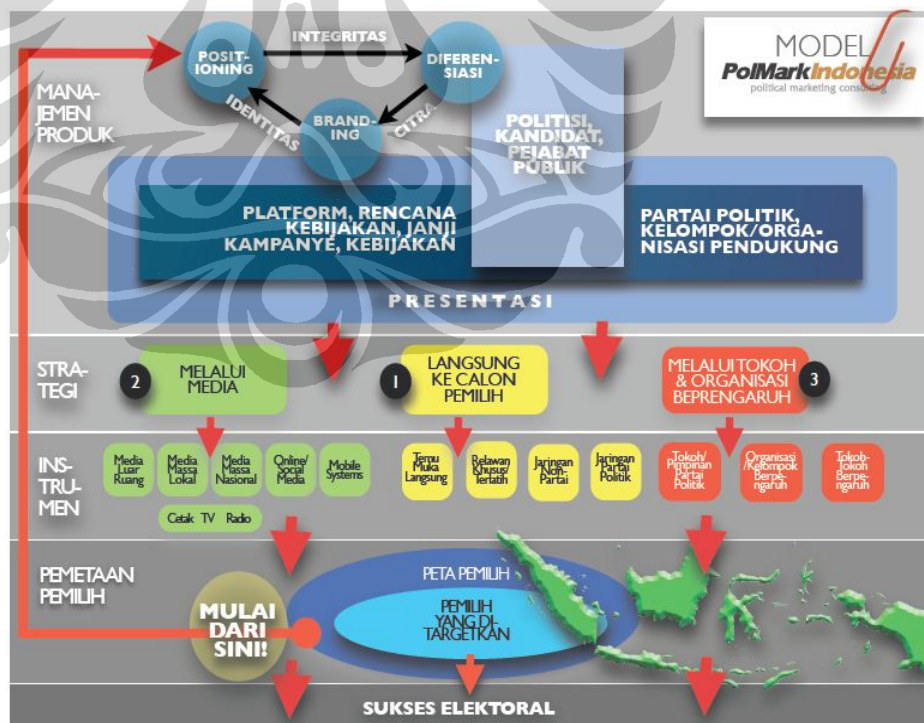 MODEL
PolMarkIndonesia
political marketing consulting
MANA-
JEMEN
PRODUK
POSIT-
IONING
INTEGRITAS
DIFEREN-
SIASI
IDENTITAS
BRAND-
ING
CITRA
POLITISI,
KANDIDAT,
PEJABAT
PUBLIK
PLATFORM, RENCANA
KEBIJAKAN, JANJI
KAMPANYE, KEBIJAKAN
PARTAI POLITIK,
KELOMPOK/ORGA-
NISASI PENDUKUNG
PRESENTASI
STRA-
TEGI
2
MELALUI
MEDIA
1
LANGSUNG
KE CALON
PEMILIH
MELALUI TOKOH
& ORGANISASI
BEPRENGARUH
3
INS-
TRU-
MEN
Media
Luar
Ruang
Media
Massa
Lokal
Media
Massa
Nasional
Online/
Social
Media
Mobile
Systems
Cetak TV Radio
Temu
Muka
Langsung
Relawan
Khusus/
Terlatih
Jaringan
Non-
Partai
Jaringan
Partai
Politik
Tokoh/
Pimpinan
Partai
Politik
Organisasi
/Kelompok
Berpe-
ngaruh
Tokoh-
Tokoh
Berpe-
ngaruh
PEMETAAN
PEMILIH
MULAI
DARI
SINI!
PETA PEMILIH
PEMILIH
YANG DI-
TARGETKAN
SUKSES ELEKTORAL